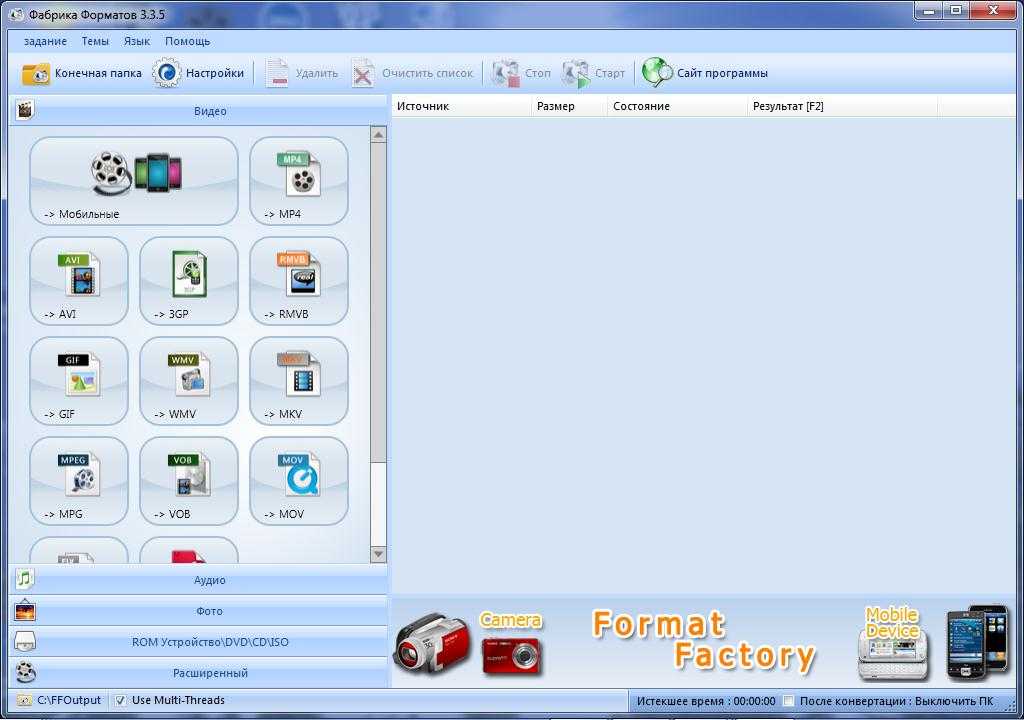 Фабрика Форматов 3.3.5
задание Темы Язык Помощь
Конечная папка Настройки Удалить Очистить список Стоп Старт Сайт программы
Видео
Источник Размер Состояние Результат [F2]
MP4
-> Мобильные -> MP4
AVI 3GP RMVB real
-> AVI -> 3GP -> RMVB
GIF WMV MKV
-> GIF -> WMV -> MKV
MPEG VOB MOV
-> MPG -> VOB -> MOV
Аудио
Фото
ROM Устройство\DVD\CD\ISO
Расширенный
Camera
Format
Factory
Mobile
Device
C:\FFOutput Use Multi-Threads
Истекшее время : 00:00:00 После конвертации : Выключить ПК